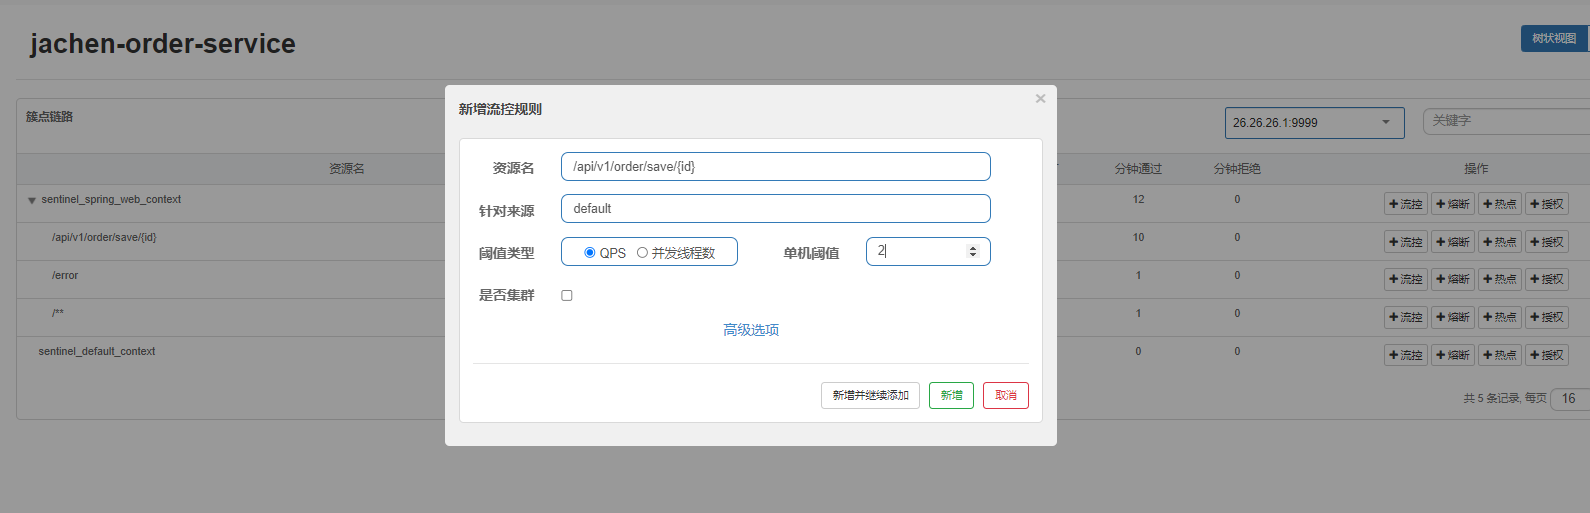 jachen-order-service
树状视图
新增流控规则
×
簇点链路
26.26.26.1:9999
关键字
资源名
/api/v1/order/save/{id}
资源名
分钟通过
分钟拒绝
操作
sentinel_spring_web_context
针对来源
default
12
0
+流控
+熔断
+热点
+授权
/api/v1/order/save/{id}
阈值类型
QPS
并发线程数
单机阈值
2
10
0
+流控
+熔断
+热点
+授权
/error
是否集群
1
0
+流控
+熔断
+热点
+授权
/**
高级选项
1
0
+流控
+熔断
+热点
+授权
sentinel_default_context
0
0
+流控
+熔断
+热点
+授权
新增并继续添加
新增
取消
共 5 条记录, 每页
16